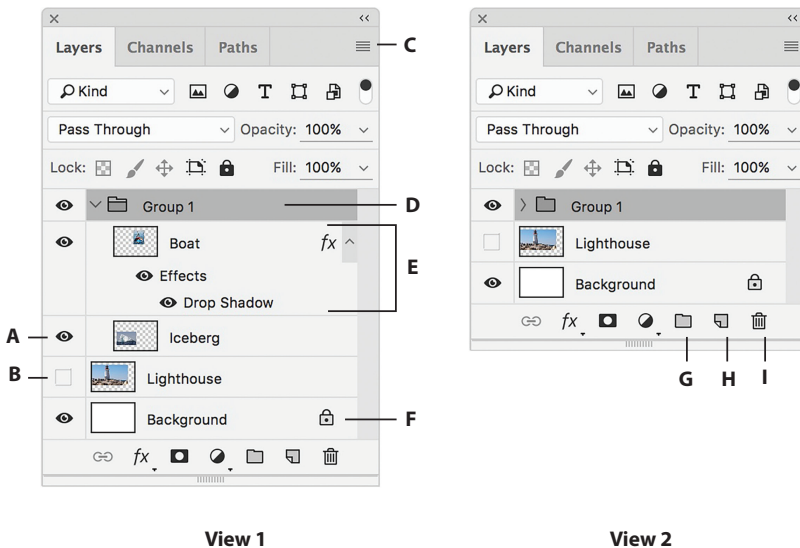 Layers Channels Paths
C
Kind
T
Pass Through Opacity: 100%
Lock: Fill: 100%
Group 1
D
Boat fx
E
Effects
Drop Shadow
A
Iceberg
B
Lighthouse
Background
F
fx
View 1
Layers Channels Paths
Kind
T
Pass Through Opacity: 100%
Lock: Fill: 100%
Group 1
Lighthouse
Background
fx
G H I
View 2